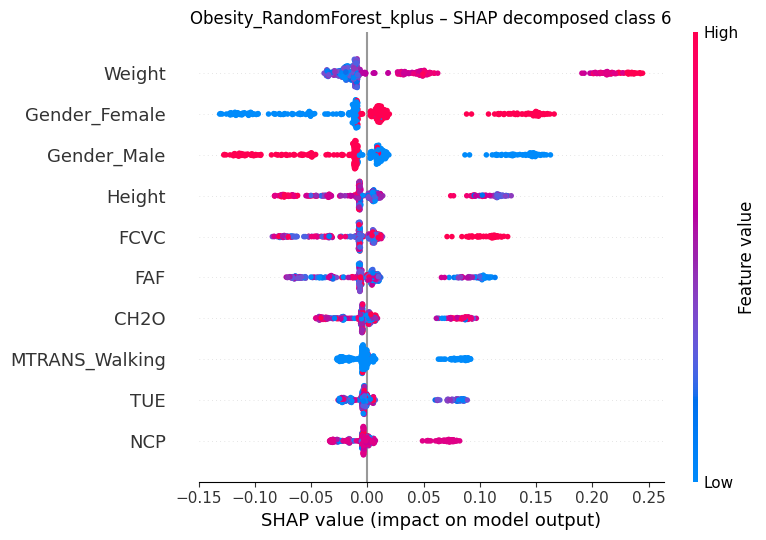 Obesity_RandomForest_kplus – SHAP decomposed class 6
High
Weight
Gender_Female
Gender_Male
Height
FCVC
FAF
CH2O
MTRANS_Walking
TUE
NCP
Feature value
Low
−0.15 −0.10 −0.05 0.00 0.05 0.10 0.15 0.20 0.25
SHAP value (impact on model output)